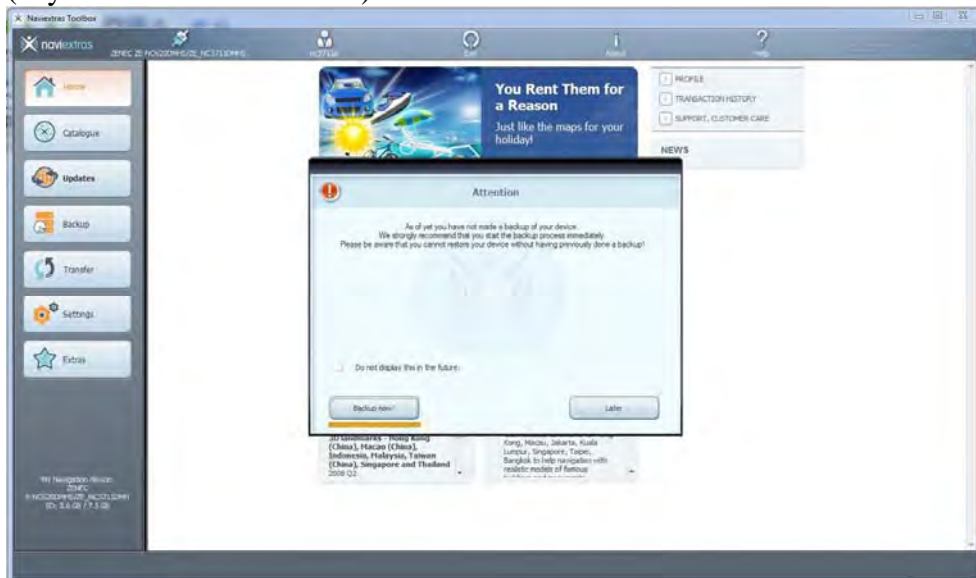 Naviextras Toolbox
naviextras
Home
Catalogue
Updates
Backup
Transfer
Settings
Extras
You Rent Them for
a Reason
Just like the maps for your
holiday!
PROFILE
TRANSACTION HISTORY
SUPPORT, CUSTOMER CARE
NEWS
Attention
As of yet you have not made a backup of your device.
We strongly recommend that you start the backup process immediately.
Please be aware that you cannot restore your device without having previously done a backup!
Do not display this in the future.
Backup now!
Later
3D landmarks - Hong Kong
(China), Macao (China),
Indonesia, Malaysia, Taiwan
(China), Singapore and Thailand
2008 Q2
Kong, Macau, Jakarta, Kuala
Lumpur, Singapore, Taipei,
Bangkok to help navigation with
realistic models of famous
ZENEC